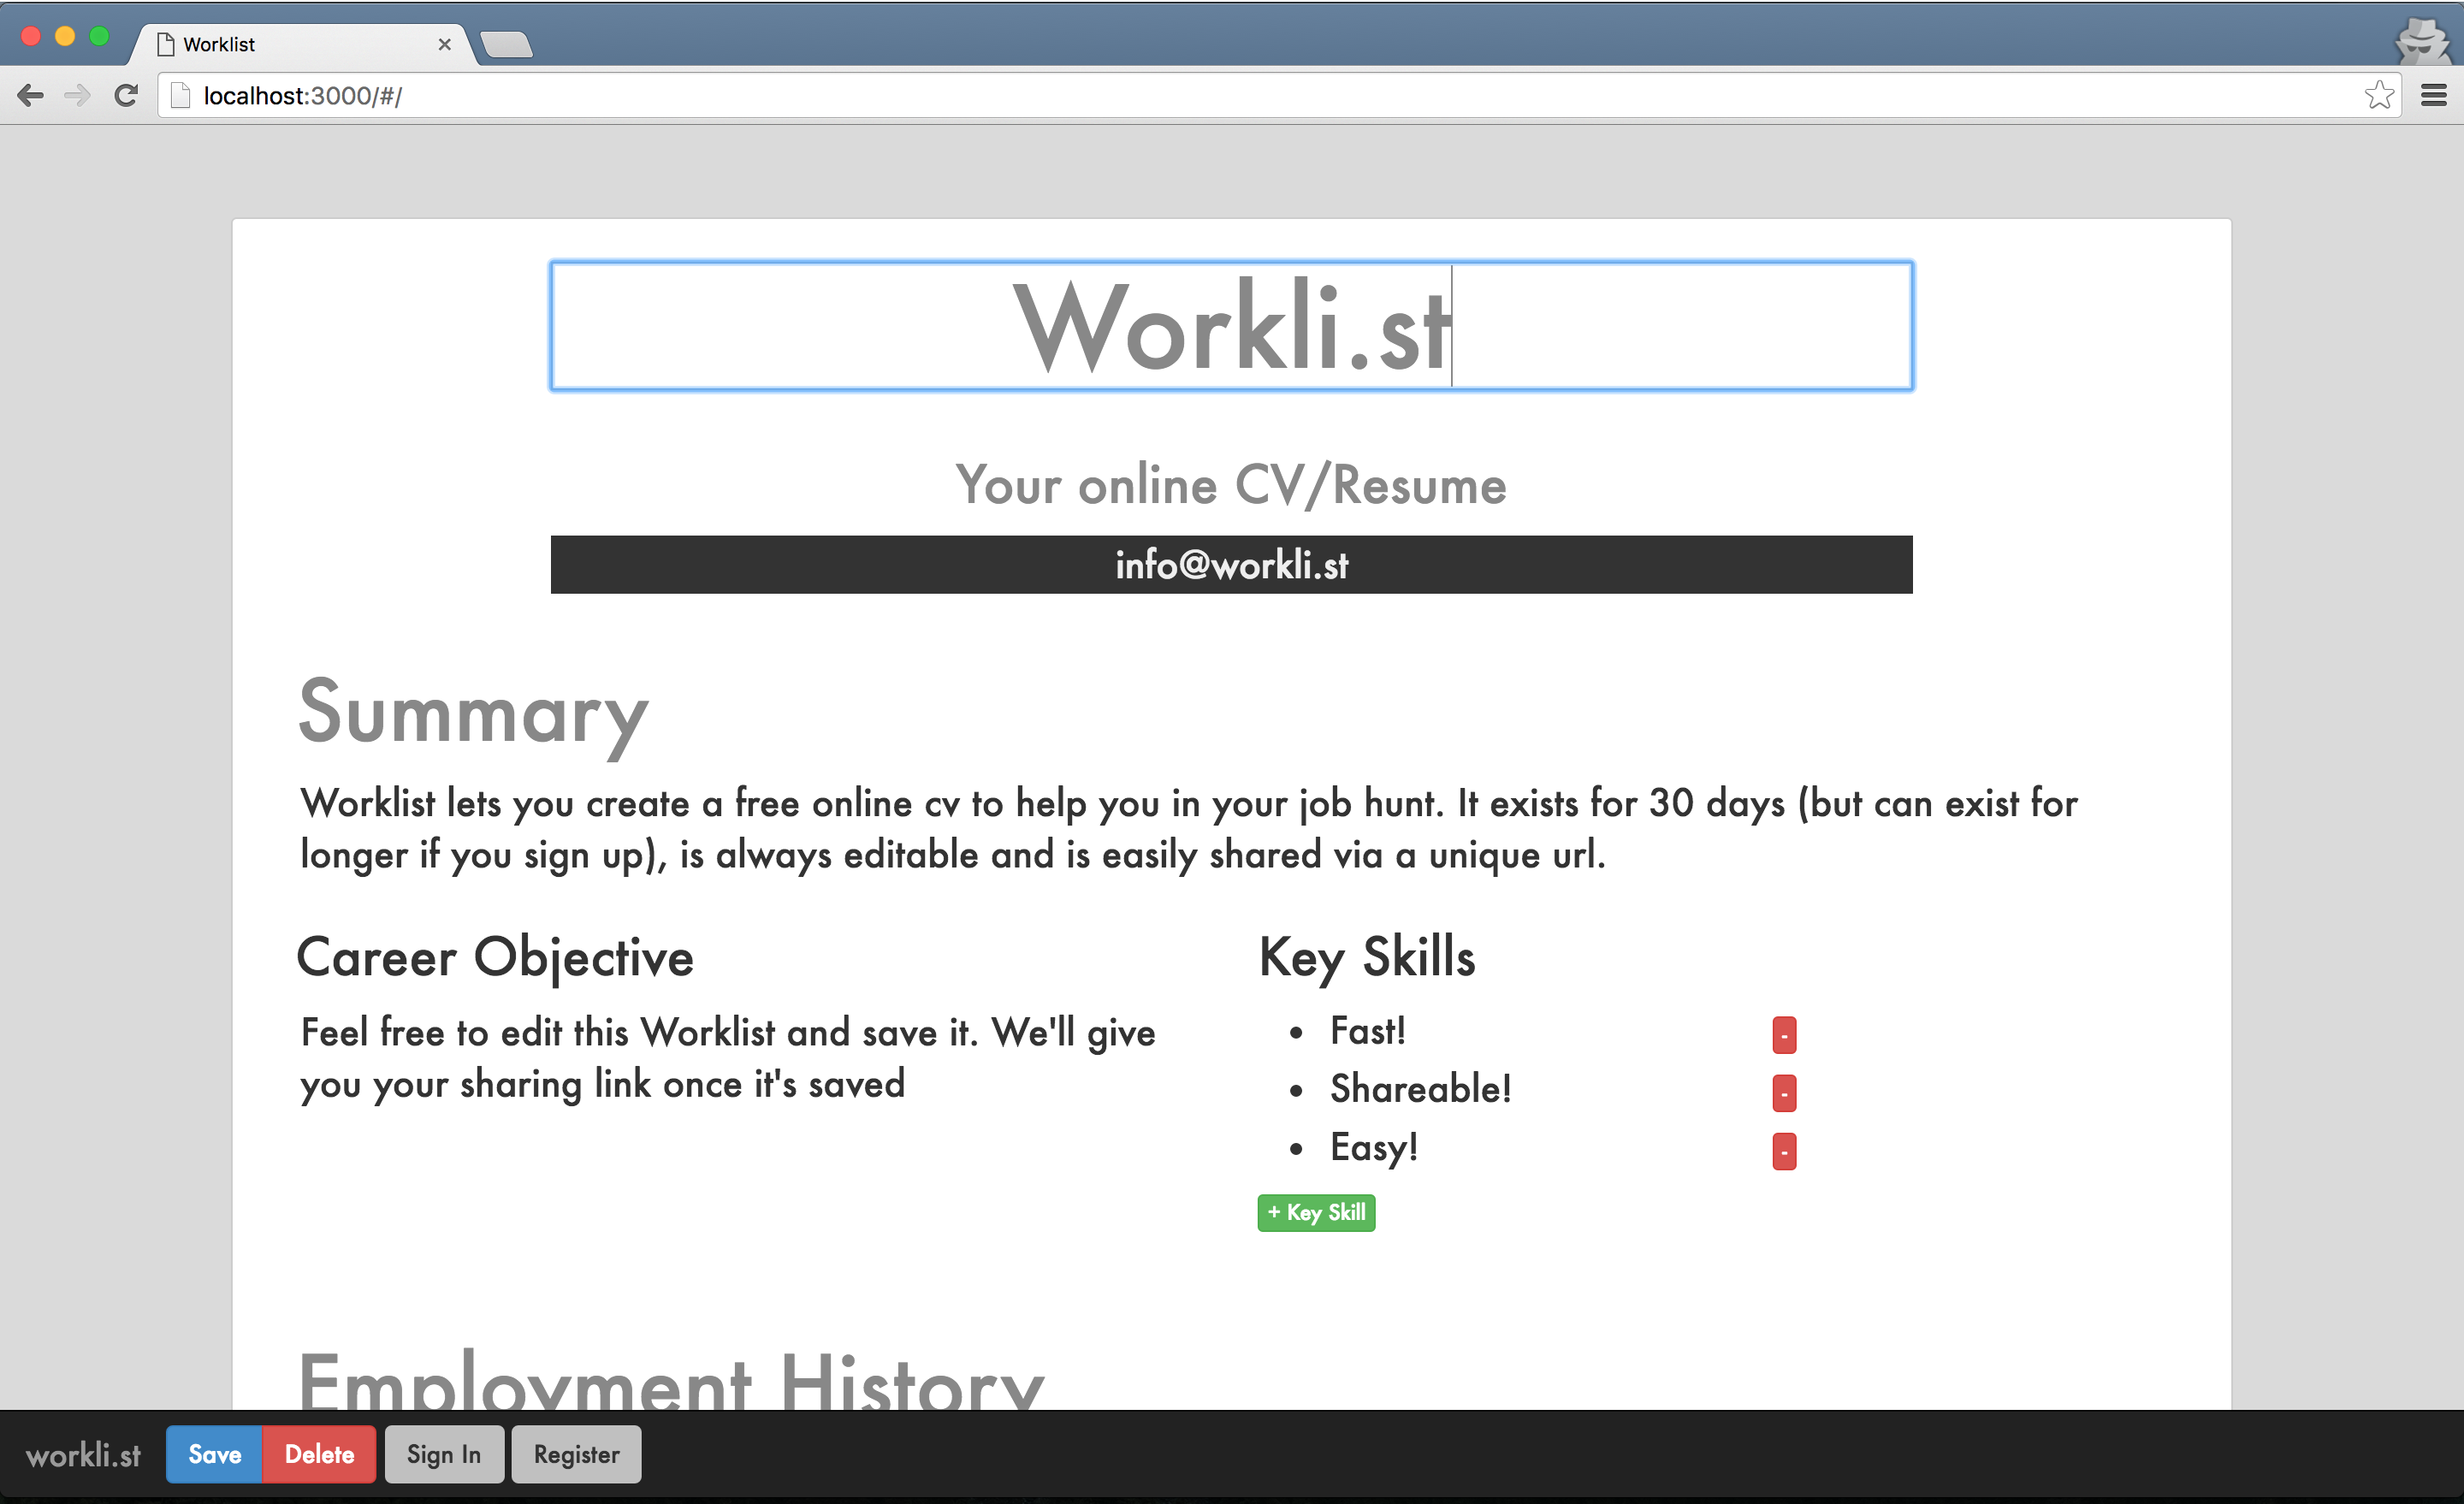 Worklist
localhost:3000/#/
Workli.st
Your online CV/Resume
info@workli.st
Summary
Worklist lets you create a free online cv to help you in your job hunt. It exists for 30 days (but can exist for
longer if you sign up), is always editable and is easily shared via a unique url.
Career Objective
Feel free to edit this Worklist and save it. We'll give
you your sharing link once it's saved
Key Skills
• Fast! -
• Shareable! -
• Easy! -
+ Key Skill
Employment History
workli.st Save Delete Sign In Register